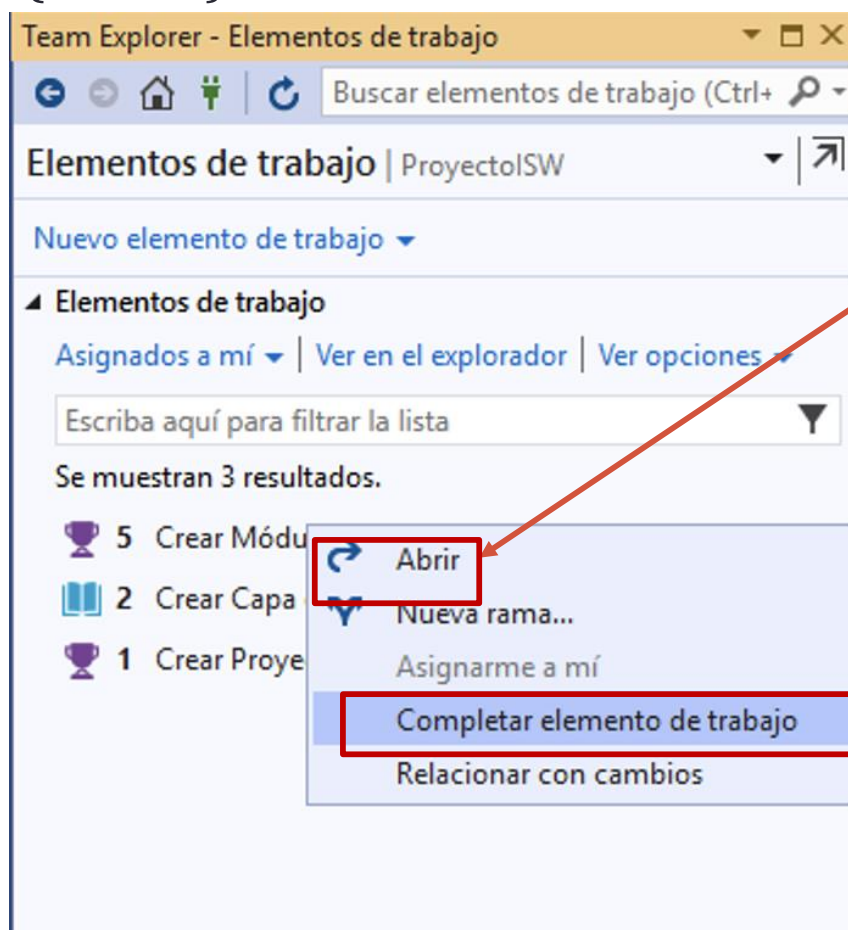 Team Explorer - Elementos de trabajo
Buscar elementos de trabajo (Ctrl+
Elementos de trabajo | ProyectoISW
Nuevo elemento de trabajo
Elementos de trabajo
Asignados a mí | Ver en el explorador | Ver opciones
Escriba aquí para filtrar la lista
Se muestran 3 resultados.
5 Crear Módu
2 Crear Capa
1 Crear Proye
Abrir
Nueva rama...
Asignarme a mí
Completar elemento de trabajo
Relacionar con cambios